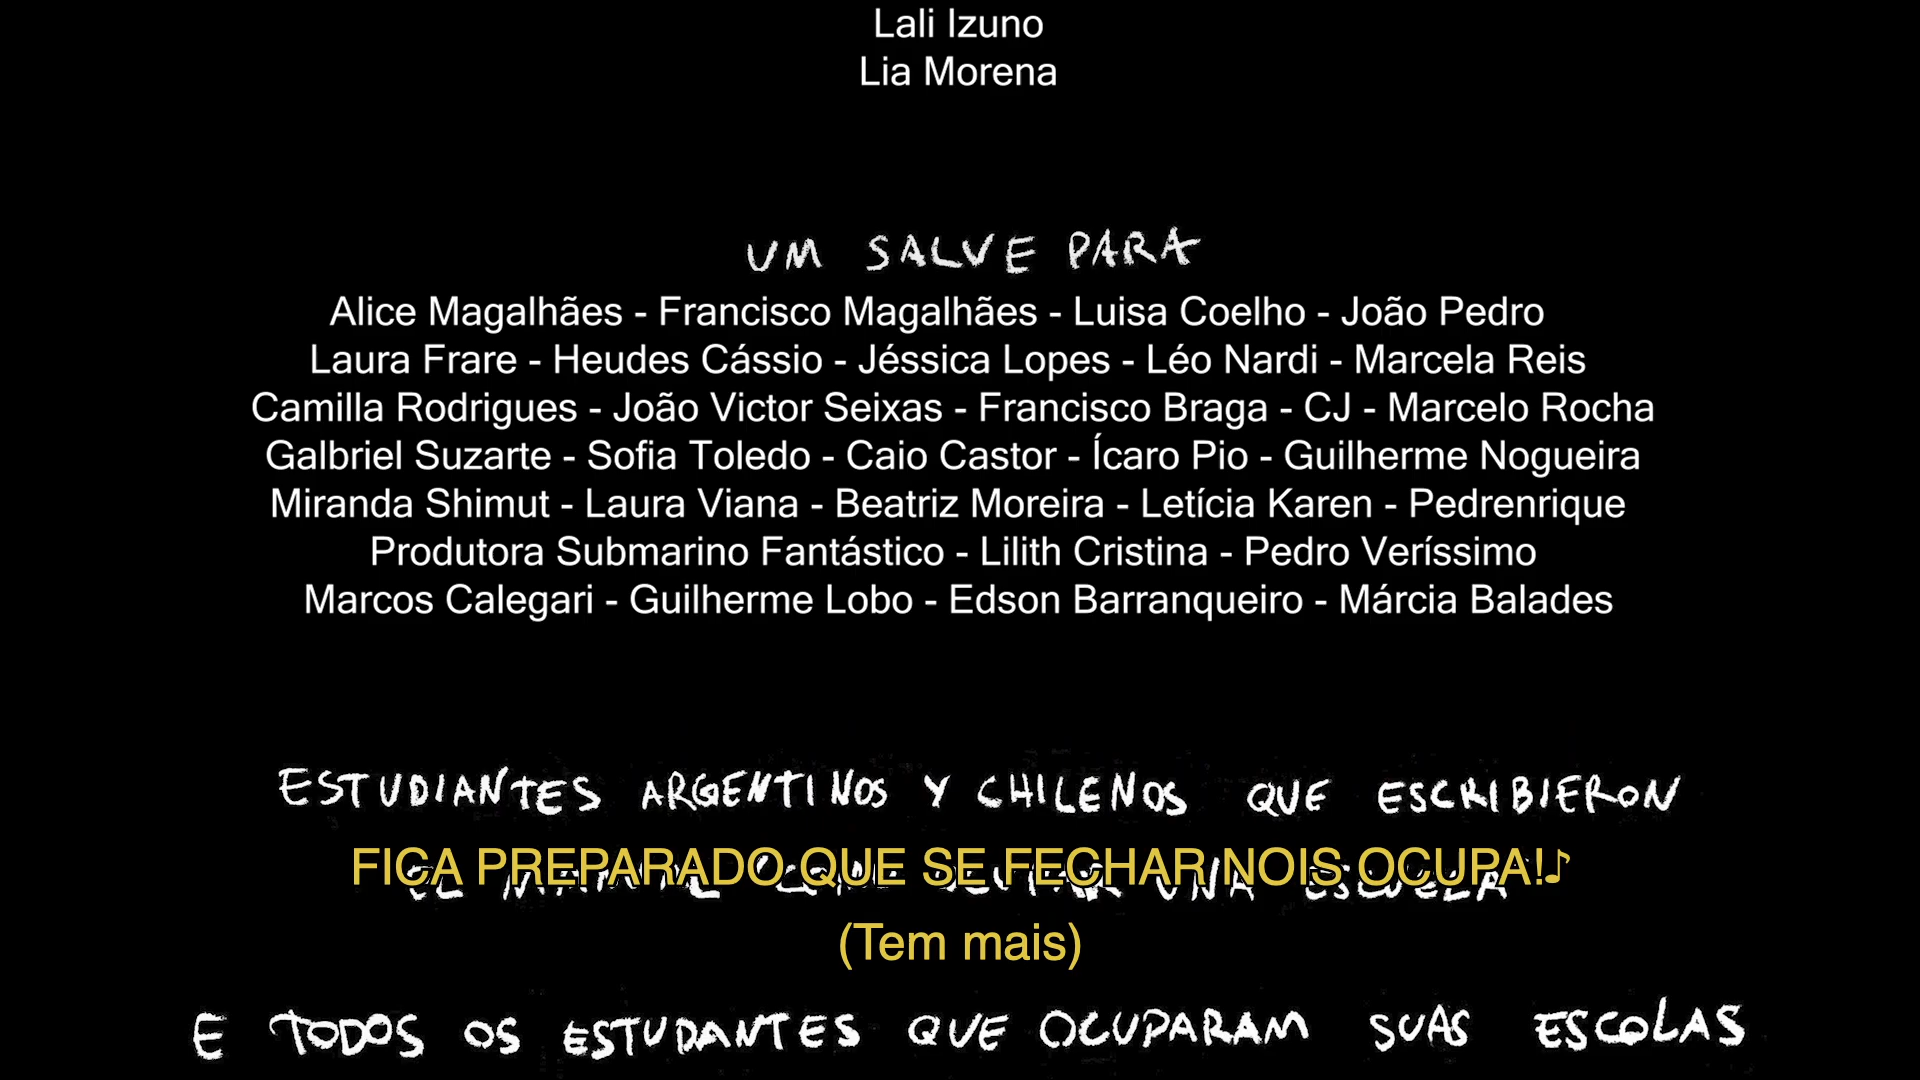 Lali Izuno
Lia Morena
UM SALVE PARA
Alice Magalhães - Francisco Magalhães - Luisa Coelho - João Pedro
Laura Frare - Heudes Cássio - Jéssica Lopes - Léo Nardi - Marcela Reis
Camilla Rodrigues - João Victor Seixas - Francisco Braga - CJ - Marcelo Rocha
Galbriel Suzarte - Sofia Toledo - Caio Castor - Ícaro Pio - Guilherme Nogueira
Miranda Shimut - Laura Viana - Beatriz Moreira - Letícia Karen - Pedrenrique
Produtora Submarino Fantástico - Lilith Cristina - Pedro Veríssimo
Marcos Calegari - Guilherme Lobo - Edson Barranqueiro - Márcia Balades
ESTUDIANTES ARGENTINOS Y CHILENOS QUE ESCRIBIERON
FICA PREPARADO QUE SE FECHAR NOIS OCUPA!♪
UNA ESCUELA
(Tem mais)
E TODOS OS ESTUDANTES QUE OCUPARAM SUAS ESCOLAS